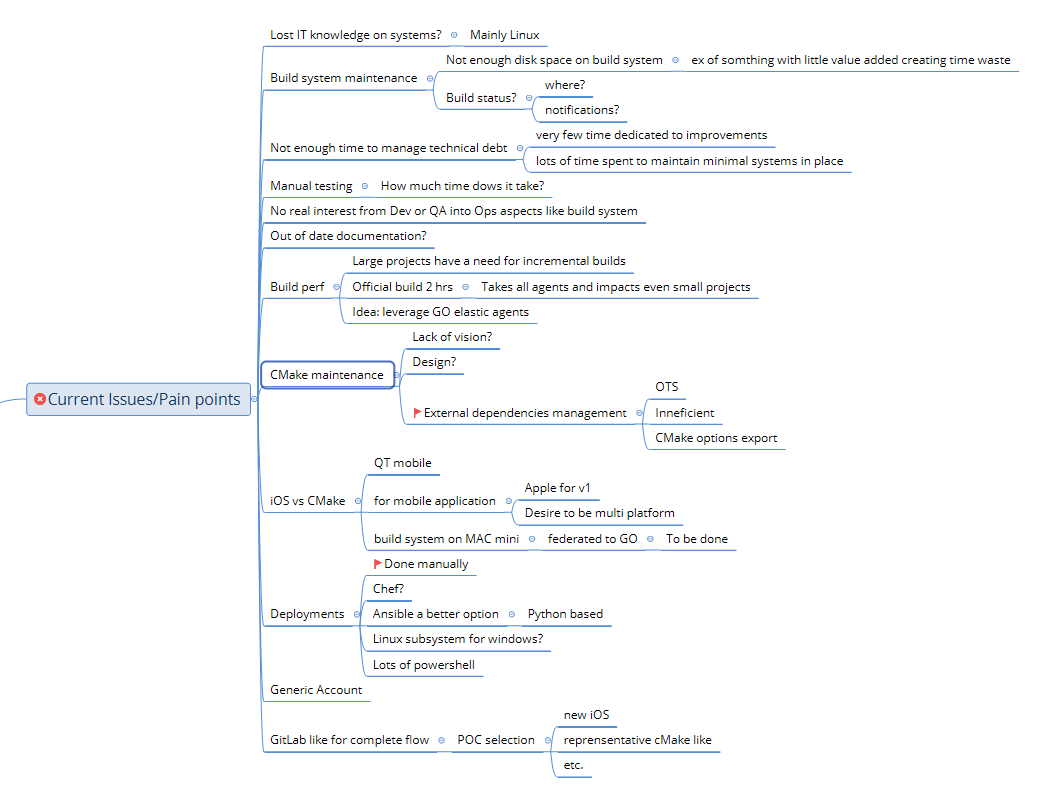 Current Issues/Pain points
Lost IT knowledge on systems?
Mainly Linux
Build system maintenance
Not enough disk space on build system
ex of somthing with little value added creating time waste
Build status?
where?
notifications?
Not enough time to manage technical debt
very few time dedicated to improvements
lots of time spent to maintain minimal systems in place
Manual testing
How much time dows it take?
No real interest from Dev or QA into Ops aspects like build system
Out of date documentation?
Build perf
Large projects have a need for incremental builds
Official build 2 hrs
Takes all agents and impacts even small projects
Idea: leverage GO elastic agents
CMake maintenance
Lack of vision?
Design?
External dependencies management
OTS
Inneficient
CMake options export
iOS vs CMake
QT mobile
for mobile application
Apple for v1
Desire to be multi platform
build system on MAC mini
federated to GO
To be done
Deployments
Done manually
Chef?
Ansible a better option
Python based
Linux subsystem for windows?
Lots of powershell
Generic Account
GitLab like for complete flow
POC selection
new iOS
reprensentative cMake like
etc.